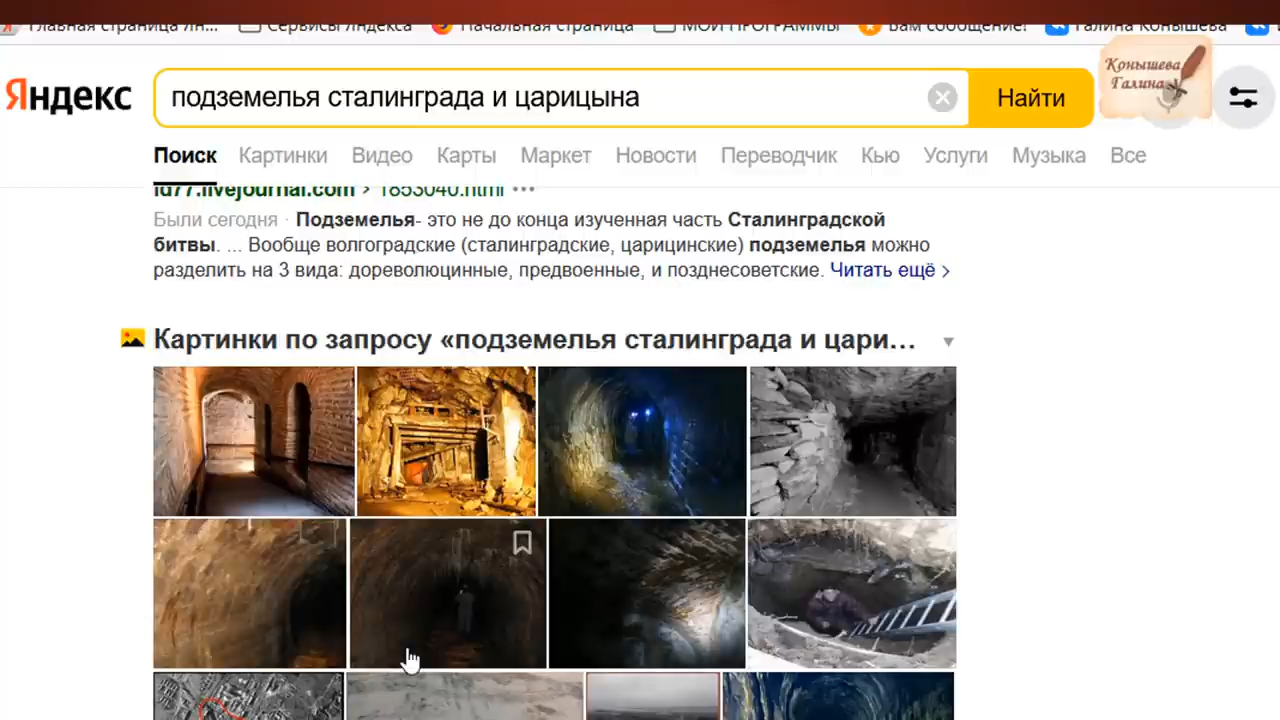 Главная страница Ян...
Сервисы Яндекса
Начальная страница
МОИ ПРОГРАММЫ
Вам сообщение!
Галина Конышева
Яндекс
подземелья сталинграда и царицына
Найти
Конышева
Галина
Поиск Картинки Видео Карты Маркет Новости Переводчик Кью Услуги Музыка Все
fd77.livejournal.com › 1853040.html
Были сегодня · Подземелья- это не до конца изученная часть Сталинградской
битвы. ... Вообще волгоградские (сталинградские, царицинские) подземелья можно
разделить на 3 вида: дореволюцинные, предвоенные, и позднесоветские. Читать ещё ›
Картинки по запросу «подземелья сталинграда и цари...